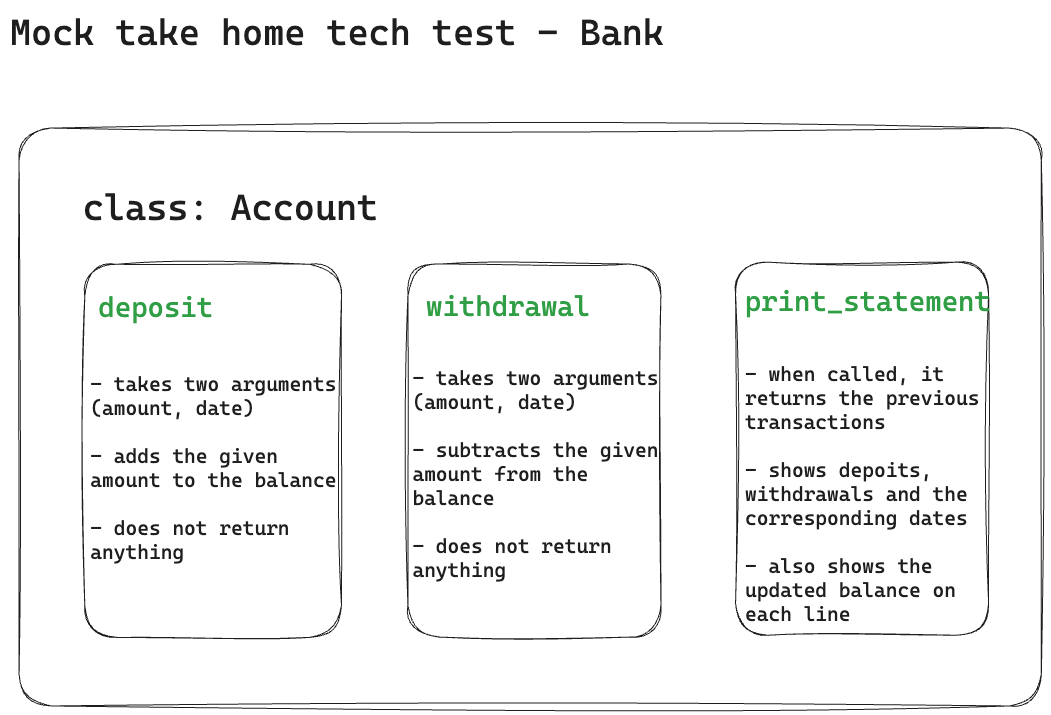 Mock take home tech test – Bank
class: Account
deposit
– takes two arguments
(amount, date)
– adds the given
amount to the balance
– does not return
anything
withdrawal
– takes two arguments
(amount, date)
– subtracts the given
amount from the
balance
– does not return
anything
print_statement
– when called, it
returns the previous
transactions
– shows depoits,
withdrawals and the
corresponding dates
– also shows the
updated balance on
each line